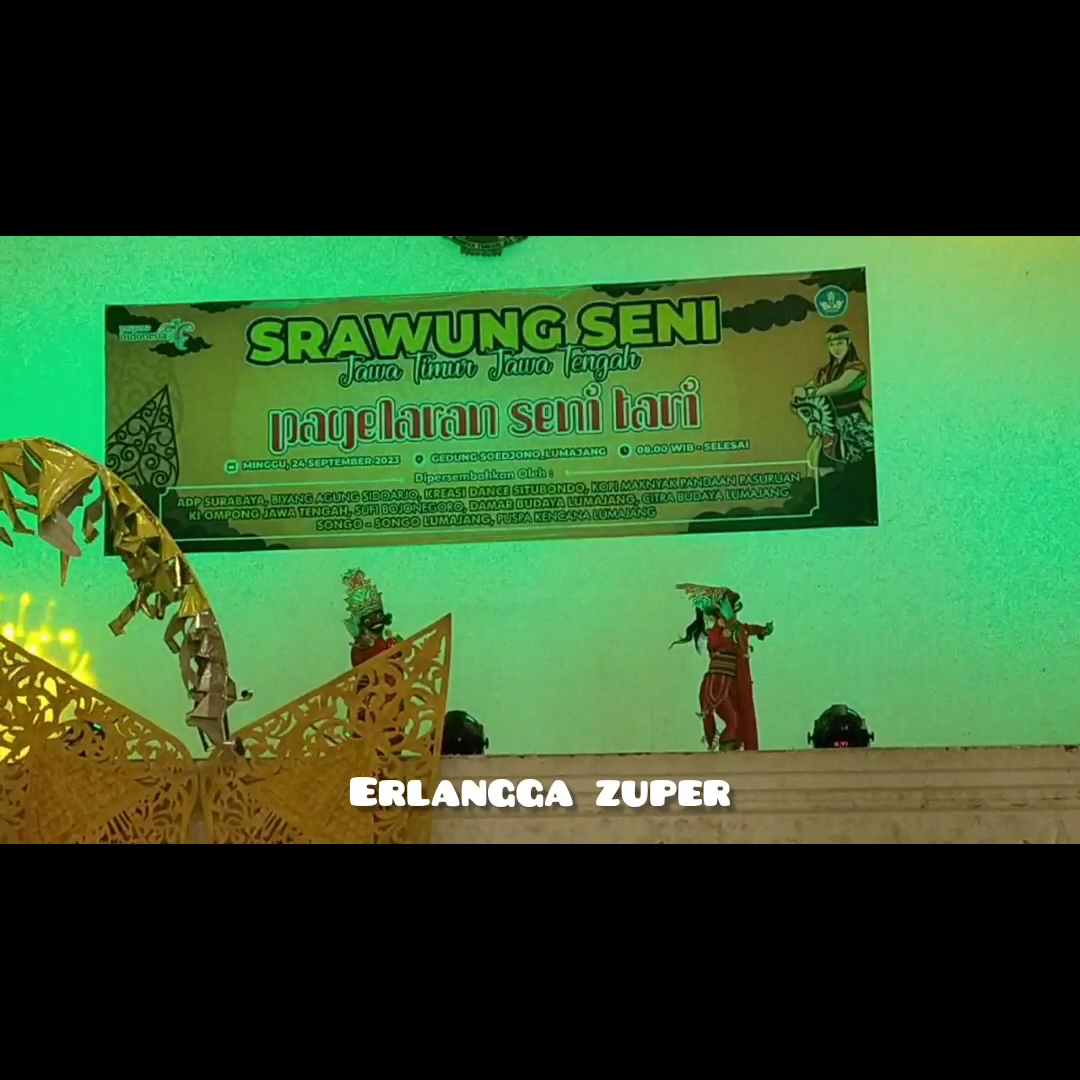 SRAWUNG SENI
Jawa Timur Jawa Tengah
pagelaran seni tari
MINGGU, 24 SEPTEMBER 2023 GEDUNG SOEDJONO, LUMAJANG 08.00 WIB - SELESAI
Dipersembahkan Oleh :
ADP SURABAYA, BIYANG AGUNG SIDOARJO, KREASI DANCE SITUBONDO, KOPI MAKNYAK PANDAAN PASURUAN
KI OMPONG JAWA TENGAH, SUFI BOJONEGORO, DAMAR BUDAYA LUMAJANG, CITRA BUDAYA LUMAJANG
SONGO - SONGO LUMAJANG, PUSPA KENCANA LUMAJANG
ERLANGGA ZUPER